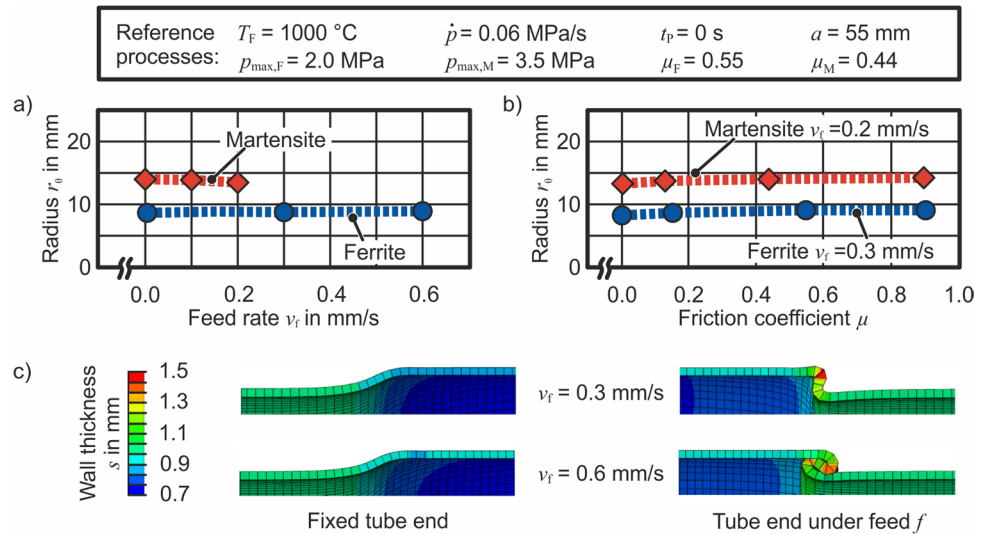 Reference processes:
T_F = 1000 °C
ṗ = 0.06 MPa/s
t_P = 0 s
a = 55 mm
p_max,F = 2.0 MPa
p_max,M = 3.5 MPa
μ_F = 0.55
μ_M = 0.44
a)
Radius r_θ in mm
20
10
0
Martensite
Ferrite
0.0 0.2 0.4 0.6
Feed rate v_f in mm/s
b)
Radius r_θ in mm
20
10
0
Martensite v_f =0.2 mm/s
Ferrite v_f =0.3 mm/s
0.0 0.2 0.4 0.6 0.8 1.0
Friction coefficient μ
c)
Wall thickness
s in mm
1.5
1.3
1.1
0.9
0.7
v_f = 0.3 mm/s
v_f = 0.6 mm/s
Fixed tube end
Tube end under feed f